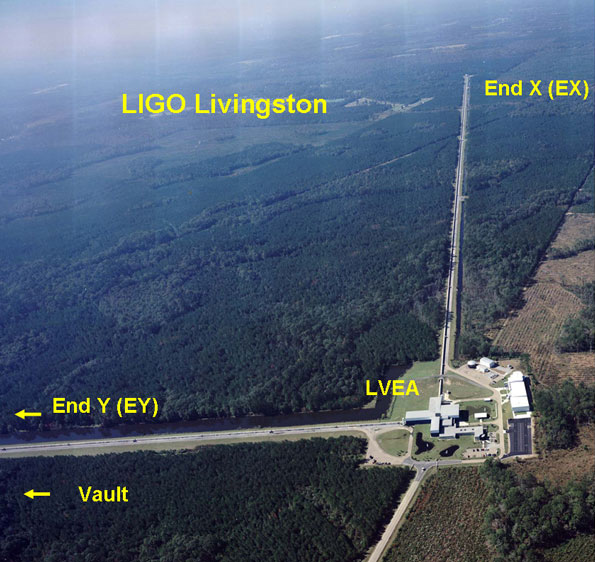 LIGO Livingston
End X (EX)
LVEA
End Y (EY)
Vault